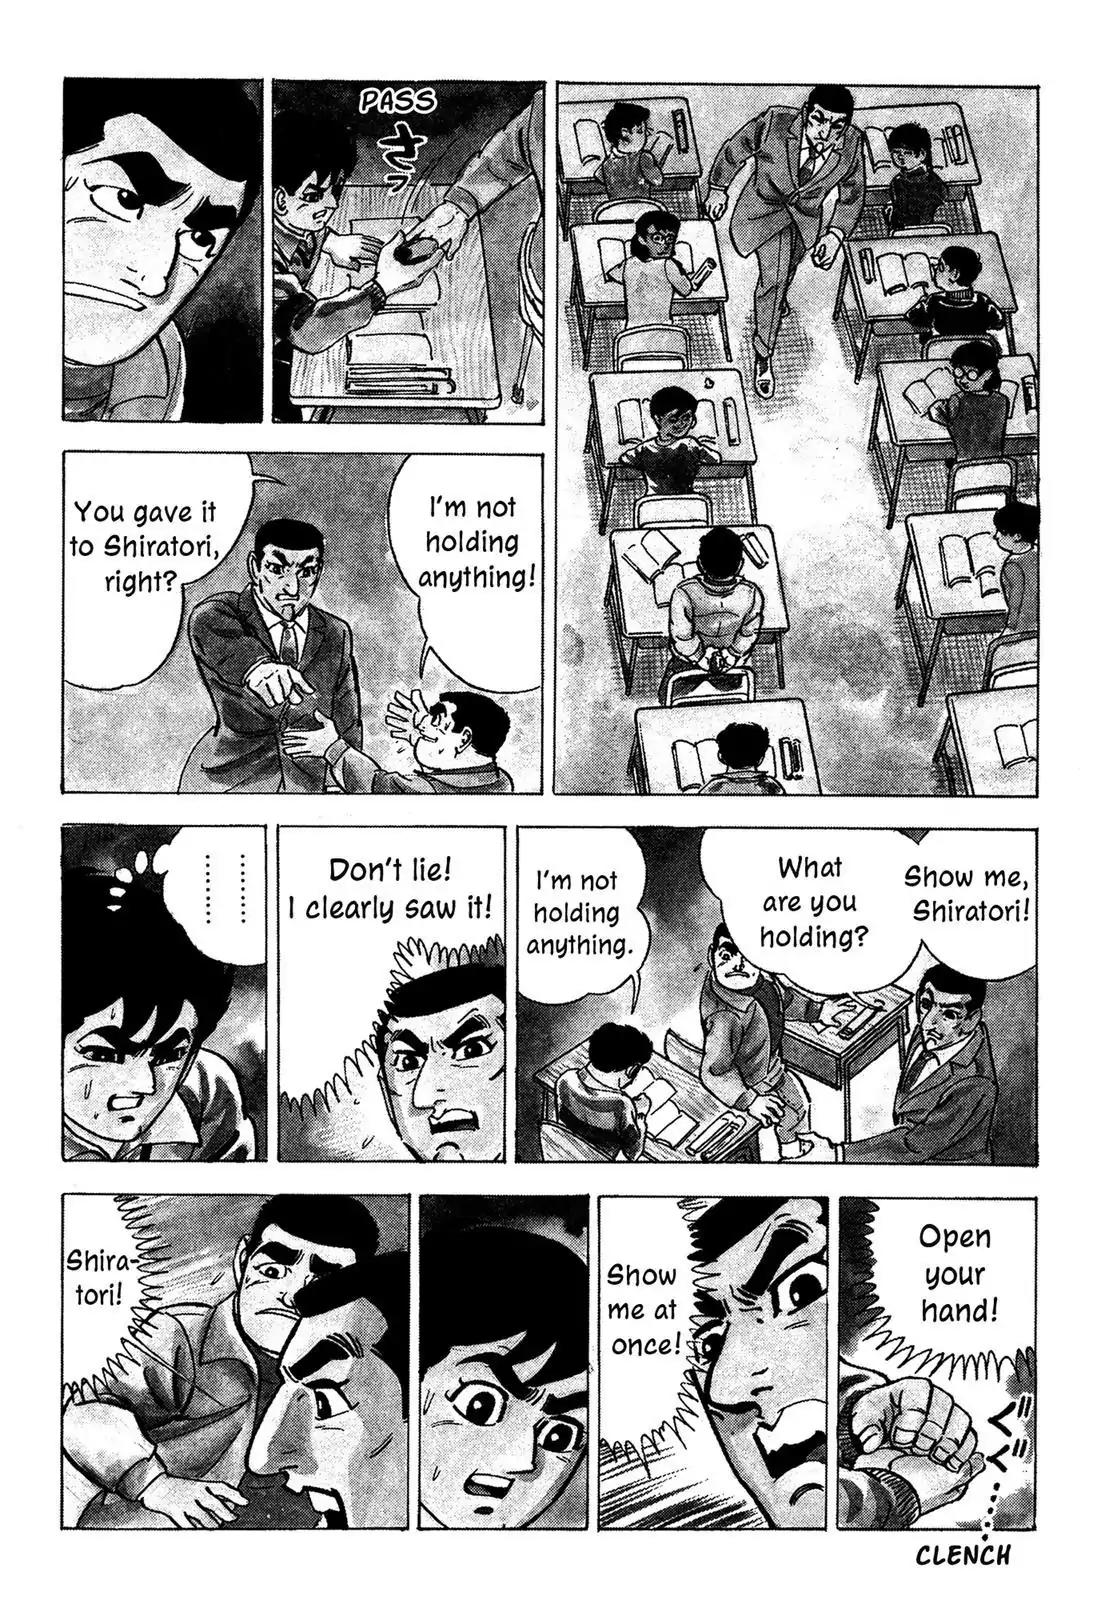 PASS
さっ
I'm not
holding
anything!
You gave it
to Shiratori,
right?
Show me,
Shiratori!
What
are you
holding?
I'm not
holding
anything.
Don't lie!
I clearly saw it!
……
……
Open
your
hand!
ぐぐ……
CLENCH
Show
me at
once!
Shira-
tori!